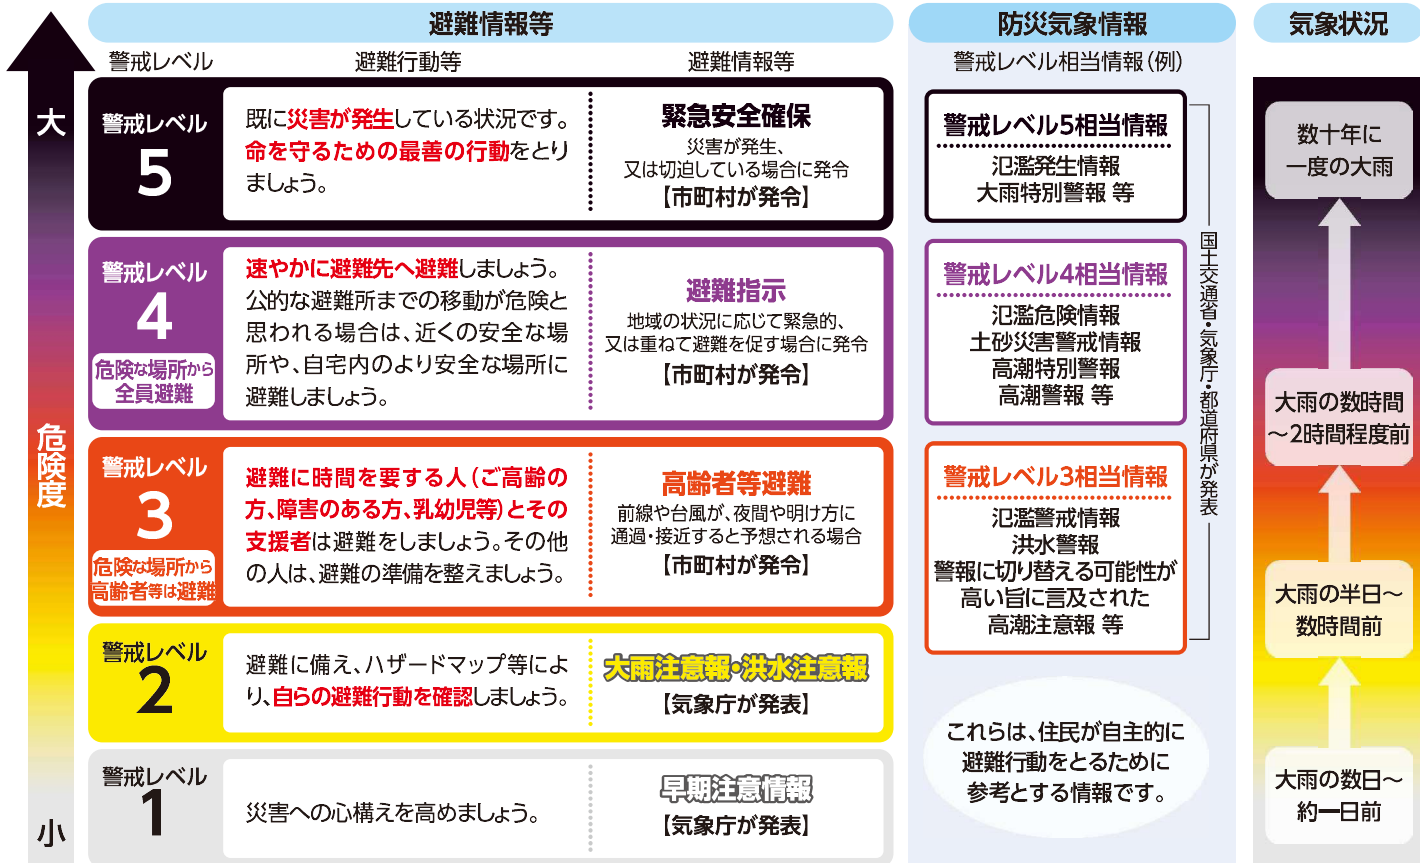 避難情報等
防災気象情報
気象状況
警戒レベル
避難行動等
避難情報等
警戒レベル相当情報（例）
大
危険度
小
警戒レベル
5
既に災害が発生している状況です。
命を守るための最善の行動をとり
ましょう。
緊急安全確保
災害が発生、
又は切迫している場合に発令
【市町村が発令】
警戒レベル
4
危険な場所から
全員避難
速やかに避難先へ避難しましょう。
公的な避難所までの移動が危険と
思われる場合は、近くの安全な場
所や、自宅内のより安全な場所に
避難しましょう。
避難指示
地域の状況に応じて緊急的、
又は重ねて避難を促す場合に発令
【市町村が発令】
警戒レベル
3
危険な場所から
高齢者等は避難
避難に時間を要する人（ご高齢の
方、障害のある方、乳幼児等）とその
支援者は避難をしましょう。その他
の人は、避難の準備を整えましょう。
高齢者等避難
前線や台風が、夜間や明け方に
通過・接近すると予想される場合
【市町村が発令】
警戒レベル
2
避難に備え、ハザードマップ等によ
り、自らの避難行動を確認しましょう。
大雨注意報・洪水注意報
【気象庁が発表】
警戒レベル
1
災害への心構えを高めましょう。
早期注意情報
【気象庁が発表】
警戒レベル5相当情報
氾濫発生情報
大雨特別警報 等
警戒レベル4相当情報
氾濫危険情報
土砂災害警戒情報
高潮特別警報
高潮警報 等
警戒レベル3相当情報
氾濫警戒情報
洪水警報
警報に切り替える可能性が
高い旨に言及された
高潮注意報 等
国土交通省・気象庁・都道府県が発表
これらは、住民が自主的に
避難行動をとるために
参考とする情報です。
数十年に
一度の大雨
大雨の数時間
～2時間程度前
大雨の半日～
数時間前
大雨の数日～
約一日前